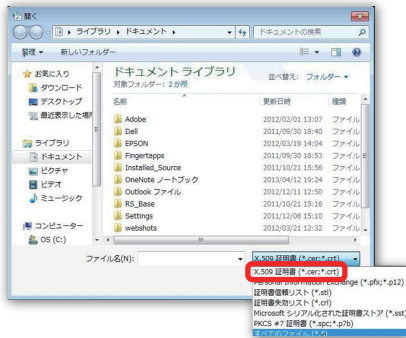 開く
ライブラリ ▸ ドキュメント ▸
ドキュメントの検索
整理 ▼ 新しいフォルダー
お気に入り
ダウンロード
デスクトップ
最近表示した場所
ライブラリ
ドキュメント
ピクチャ
ビデオ
ミュージック
コンピューター
OS (C:)
ドキュメント ライブラリ
対象フォルダー: 2 か所
並べ替え: フォルダー ▼
名前 更新日時 種類
Adobe 2012/02/01 13:07 ファイル
Dell 2011/09/30 18:40 ファイル
EPSON 2012/03/19 14:04 ファイル
Fingertapps 2011/09/30 18:53 ファイル
Installed_Source 2011/10/21 15:56 ファイル
OneNote ノートブック 2013/04/12 19:24 ファイル
Outlook ファイル 2012/12/11 12:50 ファイル
RS_Base 2011/10/21 15:16 ファイル
Settings 2011/12/08 15:10 ファイル
webshots 2012/03/21 12:32 ファイル
ファイル名(N):
X.509 証明書 (*.cer;*.crt)
X.509 証明書 (*.cer;*.crt)
Personal Information Exchange (*.pfx;*.p12)
証明書信頼リスト (*.stl)
証明書失効リスト (*.crl)
Microsoft シリアル化された証明書ストア (*.sst)
PKCS #7 証明書 (*.spc;*.p7b)
すべてのファイル (*.*)